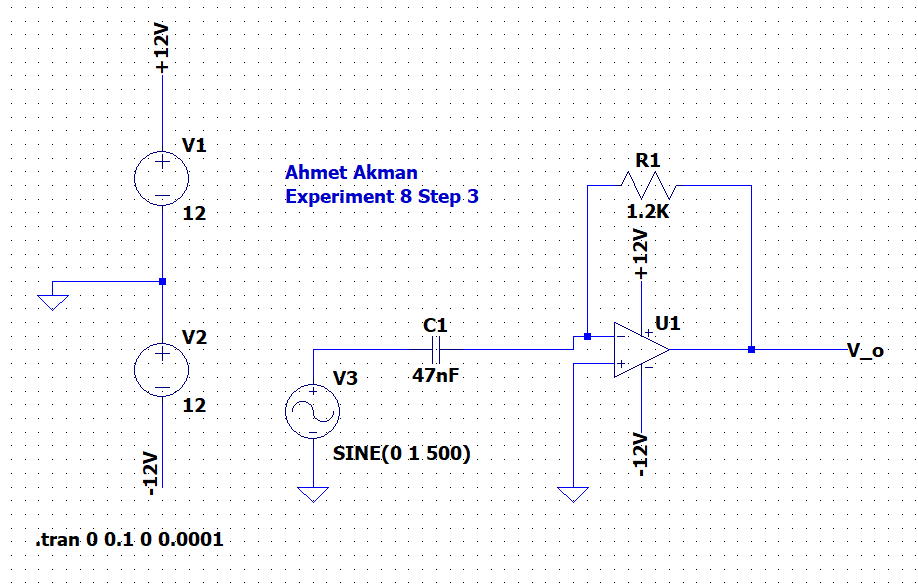 +12V
V1
12
Ahmet Akman
Experiment 8 Step 3
R1
1.2K
+12V
U1
V2
12
-12V
C1
47nF
V3
SINE(0 1 500)
V_o
-12V
.tran 0 0.1 0 0.0001